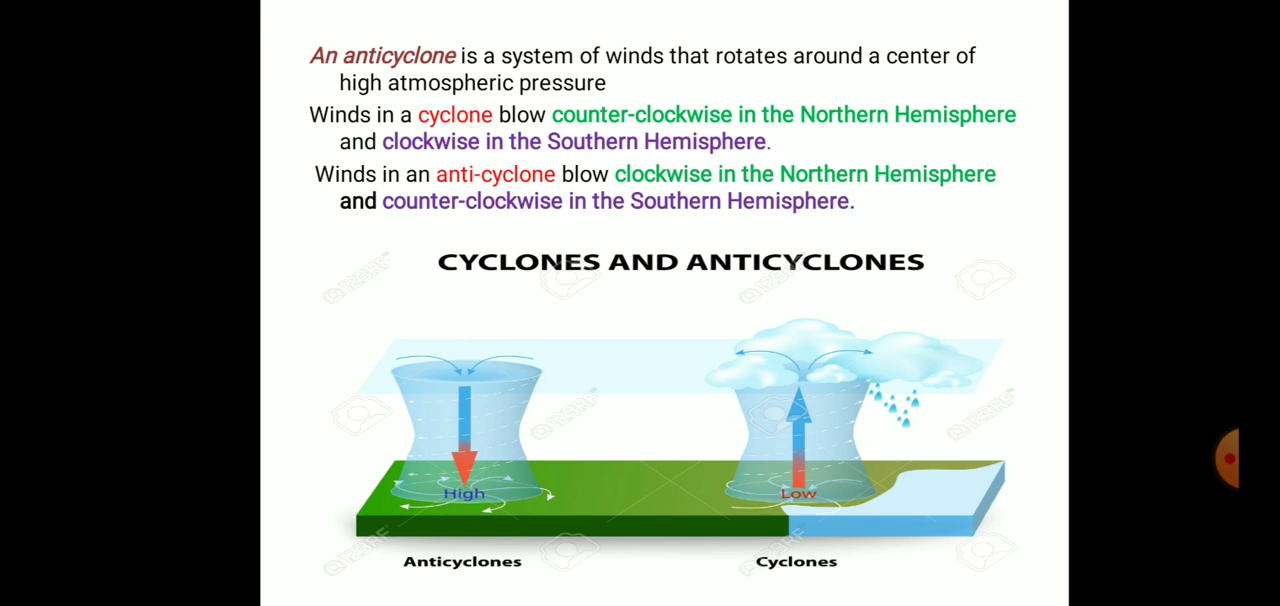 An anticyclone is a system of winds that rotates around a center of
high atmospheric pressure
Winds in a cyclone blow counter-clockwise in the Northern Hemisphere
and clockwise in the Southern Hemisphere.
Winds in an anti-cyclone blow clockwise in the Northern Hemisphere
and counter-clockwise in the Southern Hemisphere.
CYCLONES AND ANTICYCLONES
High
Low
Anticyclones
Cyclones